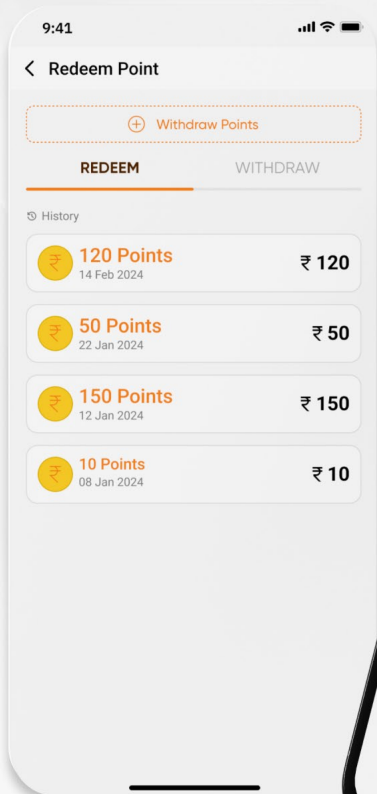 9:41
Redeem Point
Withdraw Points
REDEEM WITHDRAW
History
120 Points ₹ 120
14 Feb 2024
50 Points ₹ 50
22 Jan 2024
150 Points ₹ 150
12 Jan 2024
10 Points ₹ 10
08 Jan 2024